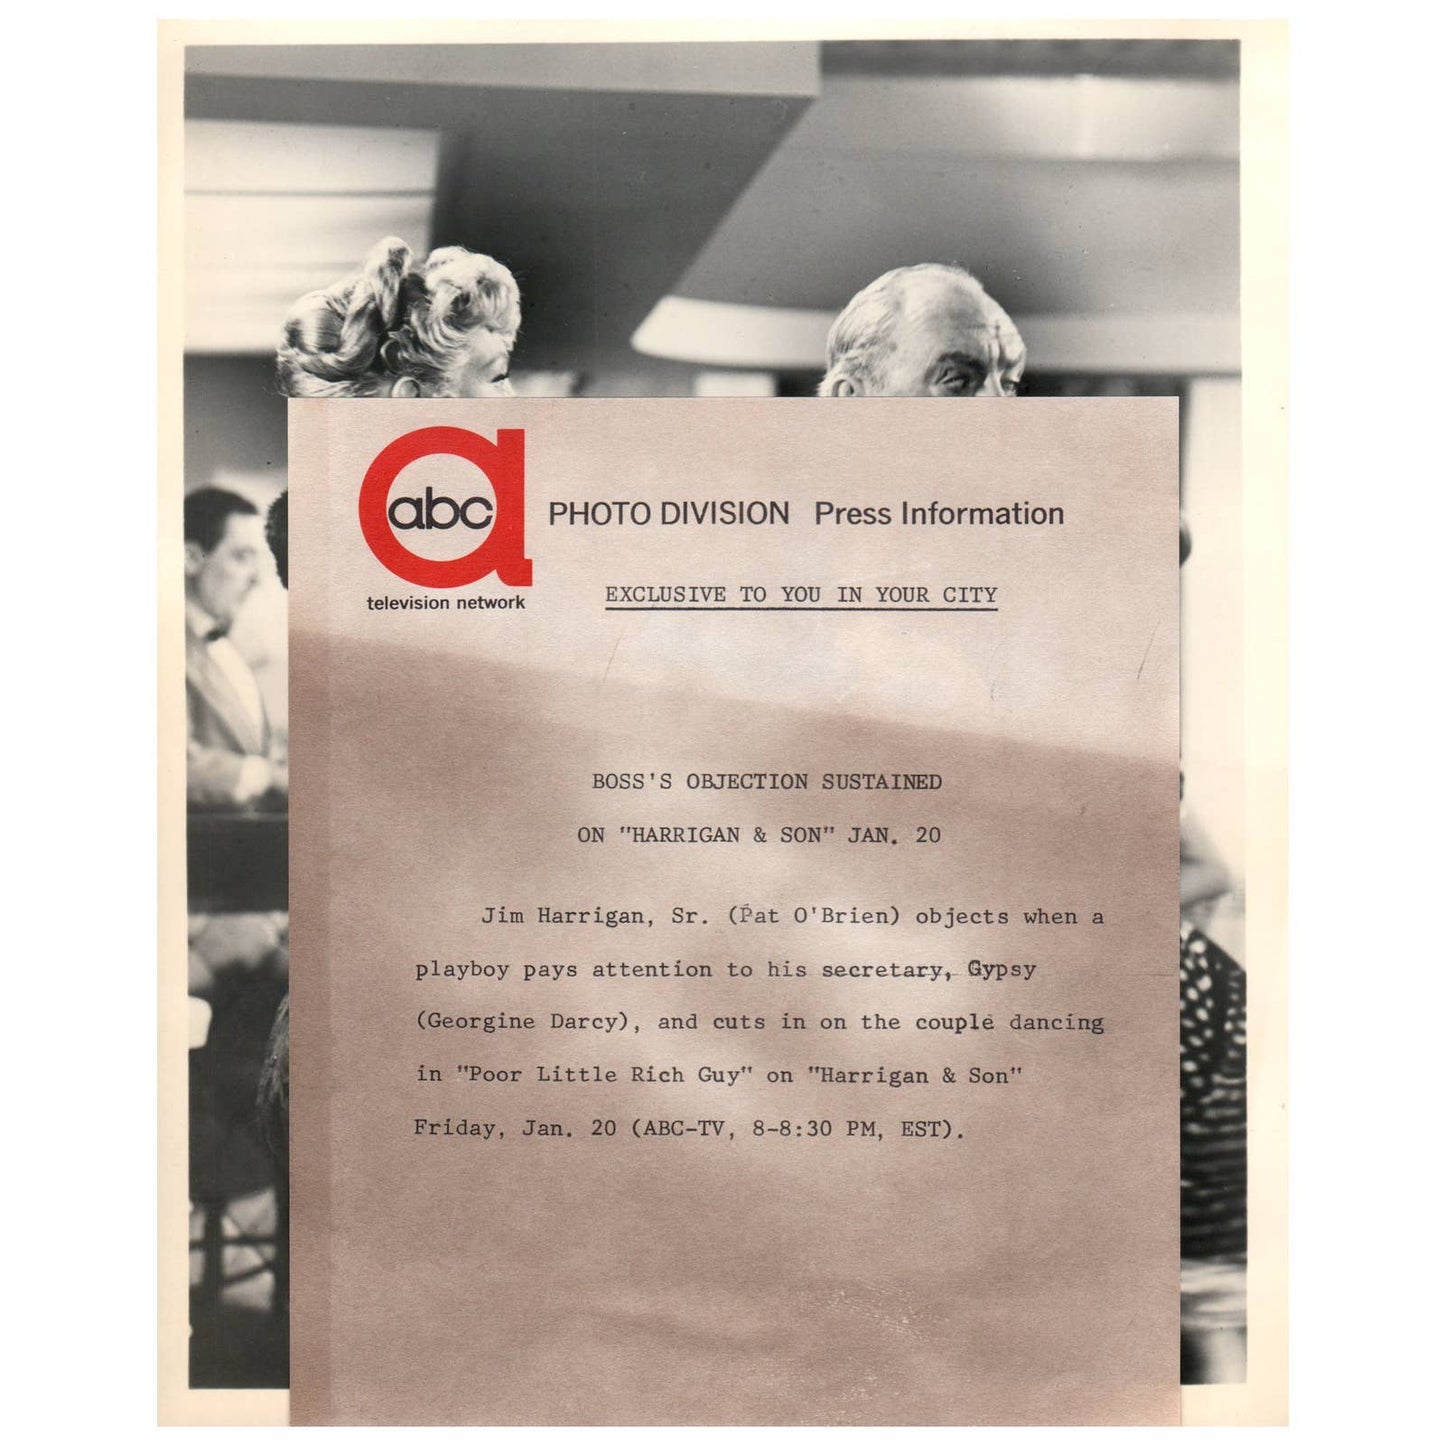 abc
television network
PHOTO DIVISION Press Information
EXCLUSIVE TO YOU IN YOUR CITY
BOSS'S OBJECTION SUSTAINED
ON "HARRIGAN & SON" JAN. 20
Jim Harrigan, Sr. (Pat O'Brien) objects when a
playboy pays attention to his secretary, Gypsy
(Georgine Darcy), and cuts in on the couple dancing
in "Poor Little Rich Guy" on "Harrigan & Son"
Friday, Jan. 20 (ABC-TV, 8-8:30 PM, EST).